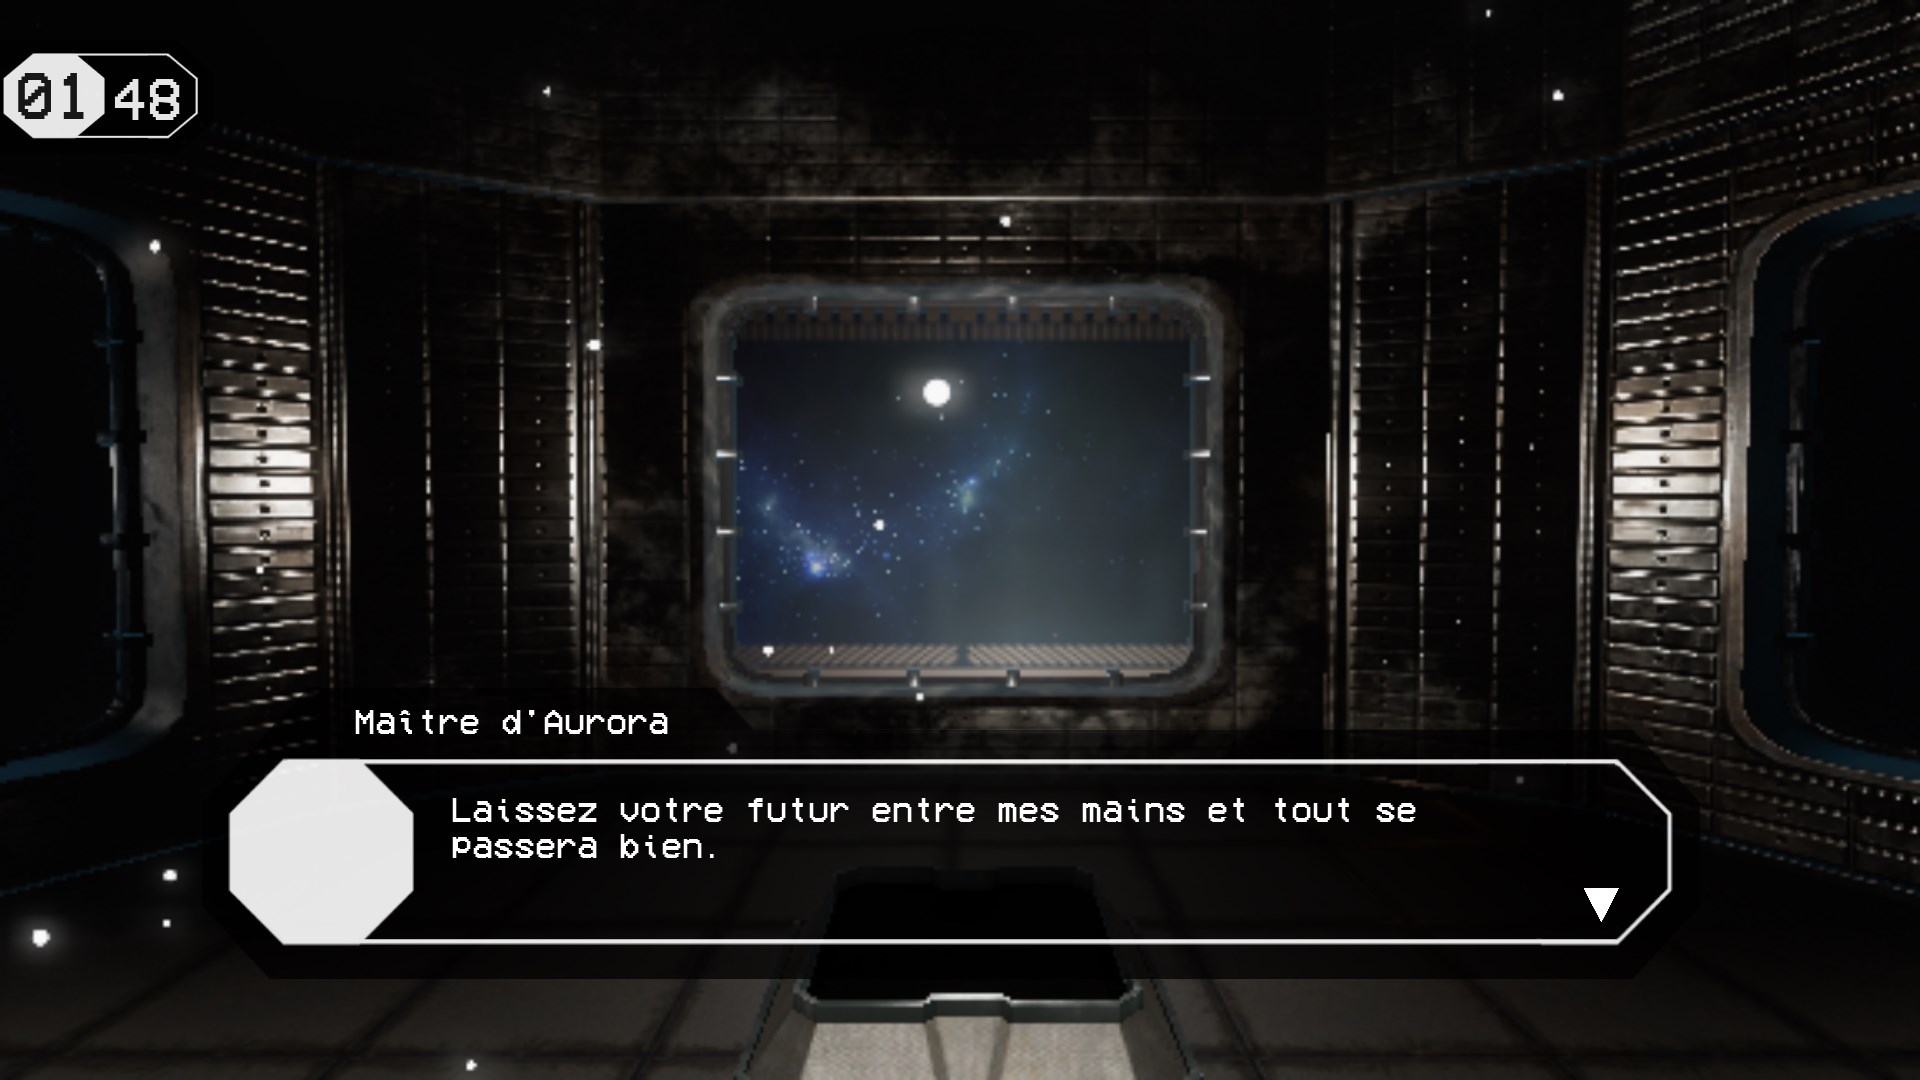 01 48
Maître d'Aurora
Laissez votre futur entre mes mains et tout se
passera bien.